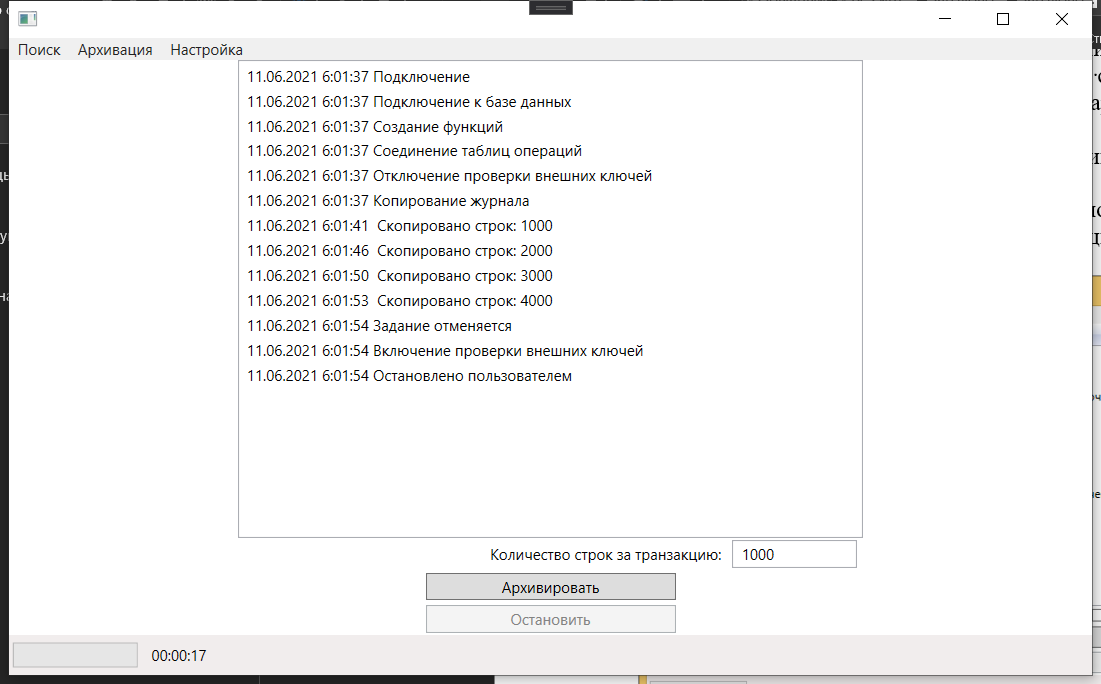 Поиск Архивация Настройка
11.06.2021 6:01:37 Подключение
11.06.2021 6:01:37 Подключение к базе данных
11.06.2021 6:01:37 Создание функций
11.06.2021 6:01:37 Соединение таблиц операций
11.06.2021 6:01:37 Отключение проверки внешних ключей
11.06.2021 6:01:37 Копирование журнала
11.06.2021 6:01:41  Скопировано строк: 1000
11.06.2021 6:01:46  Скопировано строк: 2000
11.06.2021 6:01:50  Скопировано строк: 3000
11.06.2021 6:01:53  Скопировано строк: 4000
11.06.2021 6:01:54 Задание отменяется
11.06.2021 6:01:54 Включение проверки внешних ключей
11.06.2021 6:01:54 Остановлено пользователем
Количество строк за транзакцию: 1000
Архивировать
Остановить
00:00:17